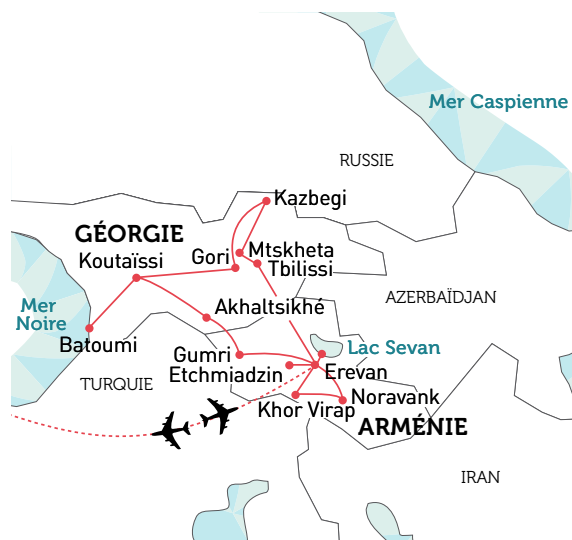 Mer Caspienne
RUSSIE
Kazbegi
GÉORGIE
Mtskheta
Gori
Koutaïssi
Tbilissi
AZERBAÏDJAN
Mer
Noire
Akhaltsikhé
Batoumi
Lac Sevan
Gumri
Etchmiadzin
Erevan
TURQUIE
Noravank
Khor Virap
ARMÉNIE
IRAN